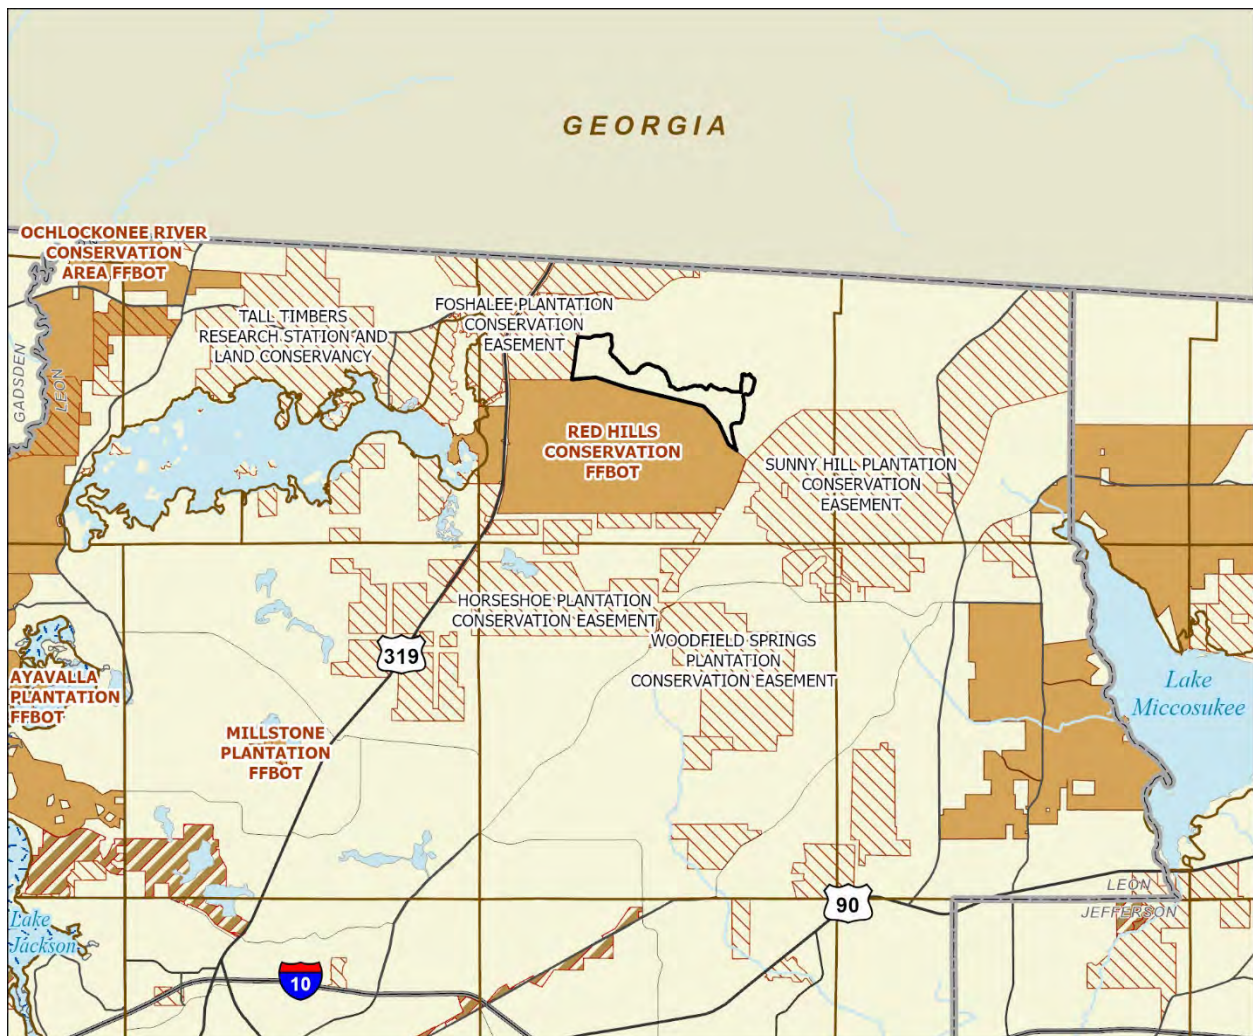 GEORGIA
OCHLOCKONEE RIVER
CONSERVATION
AREA FFBOT
TALL TIMBERS
RESEARCH STATION AND
LAND CONSERVANCY
FOSHALEE PLANTATION
CONSERVATION
EASEMENT
GADSDEN
LEON
RED HILLS
CONSERVATION
FFBOT
SUNNY HILL PLANTATION
CONSERVATION
EASEMENT
HORSESHOE PLANTATION
CONSERVATION EASEMENT
WOODFIELD SPRINGS
PLANTATION
CONSERVATION EASEMENT
319
AYAVALLA
PLANTATION
FFBOT
MILLSTONE
PLANTATION
FFBOT
Lake
Miccosukee
LEON
JEFFERSON
90
Lake
Jackson
10